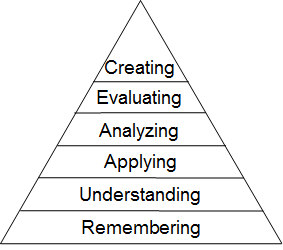 Creating
Evaluating
Analyzing
Applying
Understanding
Remembering